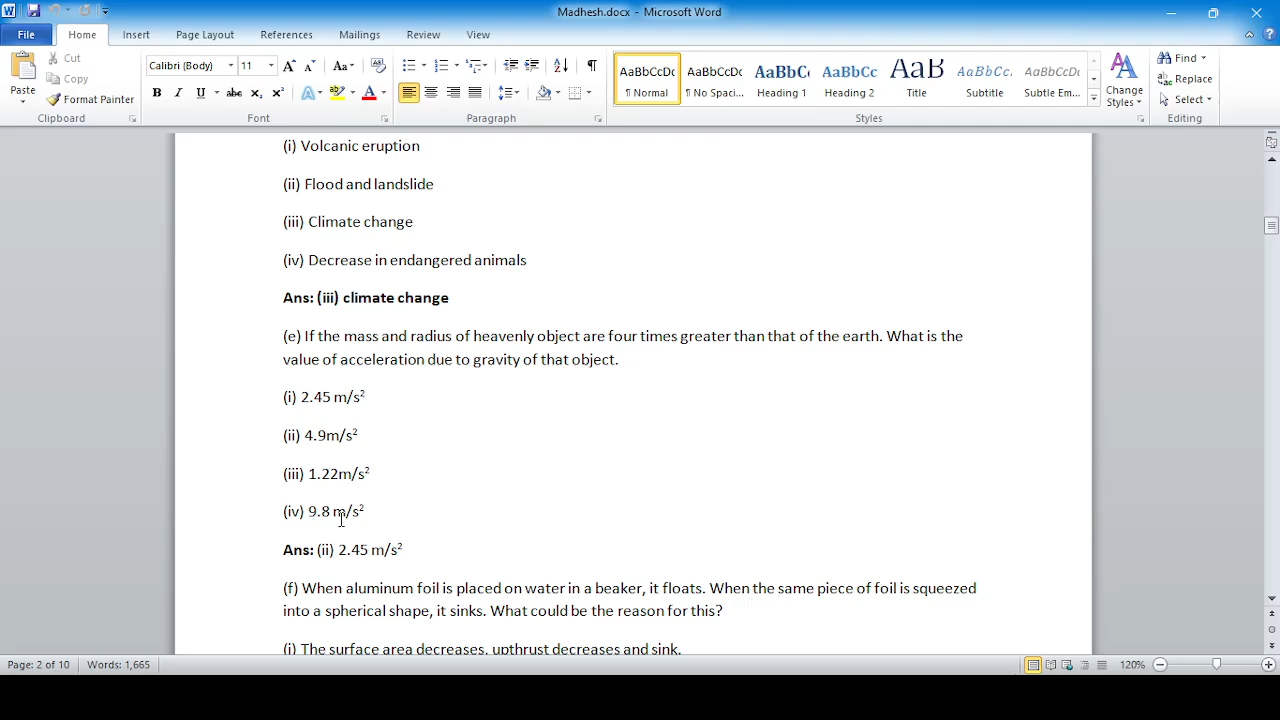 Madhesh.docx - Microsoft Word
File Home Insert Page Layout References Mailings Review View
Paste
Cut
Copy
Format Painter
Clipboard
Calibri (Body) 11
Font
Paragraph
AaBbCcDc AaBbCcDc AaBbC AaBbCc AaB AaBbCc. AaBbCcDc
¶ Normal ¶ No Spaci... Heading 1 Heading 2 Title Subtitle Subtle Em...
Styles
Change
Styles
Find
Replace
Select
Editing
(i) Volcanic eruption
(ii) Flood and landslide
(iii) Climate change
(iv) Decrease in endangered animals
Ans: (iii) climate change
(e) If the mass and radius of heavenly object are four times greater than that of the earth. What is the
value of acceleration due to gravity of that object.
(i) 2.45 m/s²
(ii) 4.9m/s²
(iii) 1.22m/s²
(iv) 9.8 m/s²
Ans: (ii) 2.45 m/s²
(f) When aluminum foil is placed on water in a beaker, it floats. When the same piece of foil is squeezed
into a spherical shape, it sinks. What could be the reason for this?
(i) The surface area decreases, upthrust decreases and sink.
Page: 2 of 10 Words: 1,665 120%